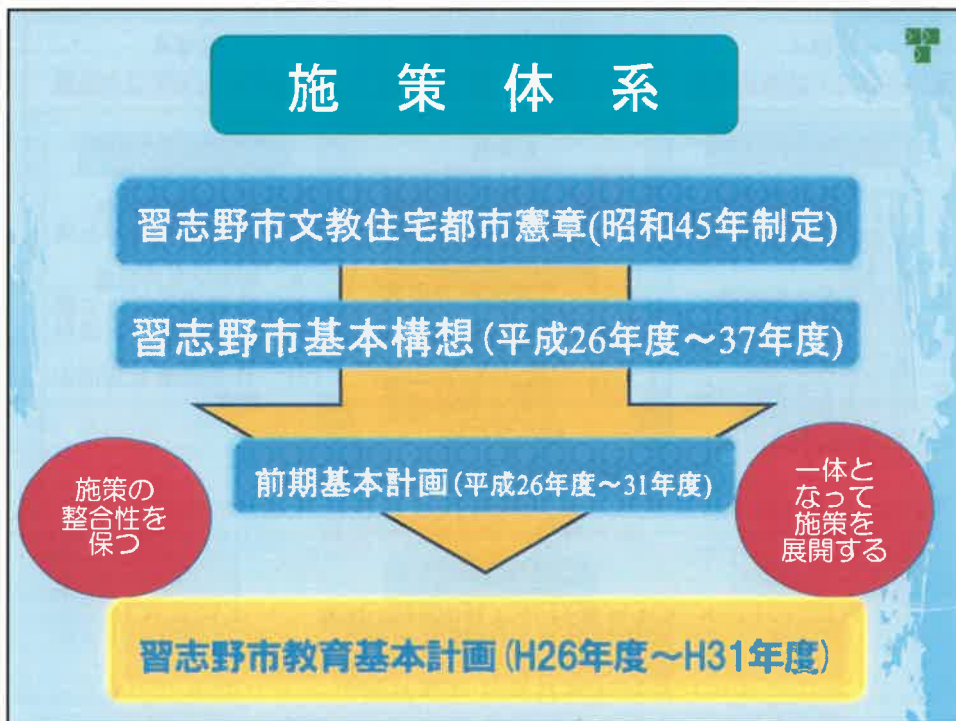 施策体系
習志野市文教住宅都市憲章(昭和45年制定)
習志野市基本構想(平成26年度～37年度)
前期基本計画(平成26年度～31年度)
施策の
整合性を
保つ
一体と
なって
施策を
展開する
習志野市教育基本計画(H26年度～H31年度)